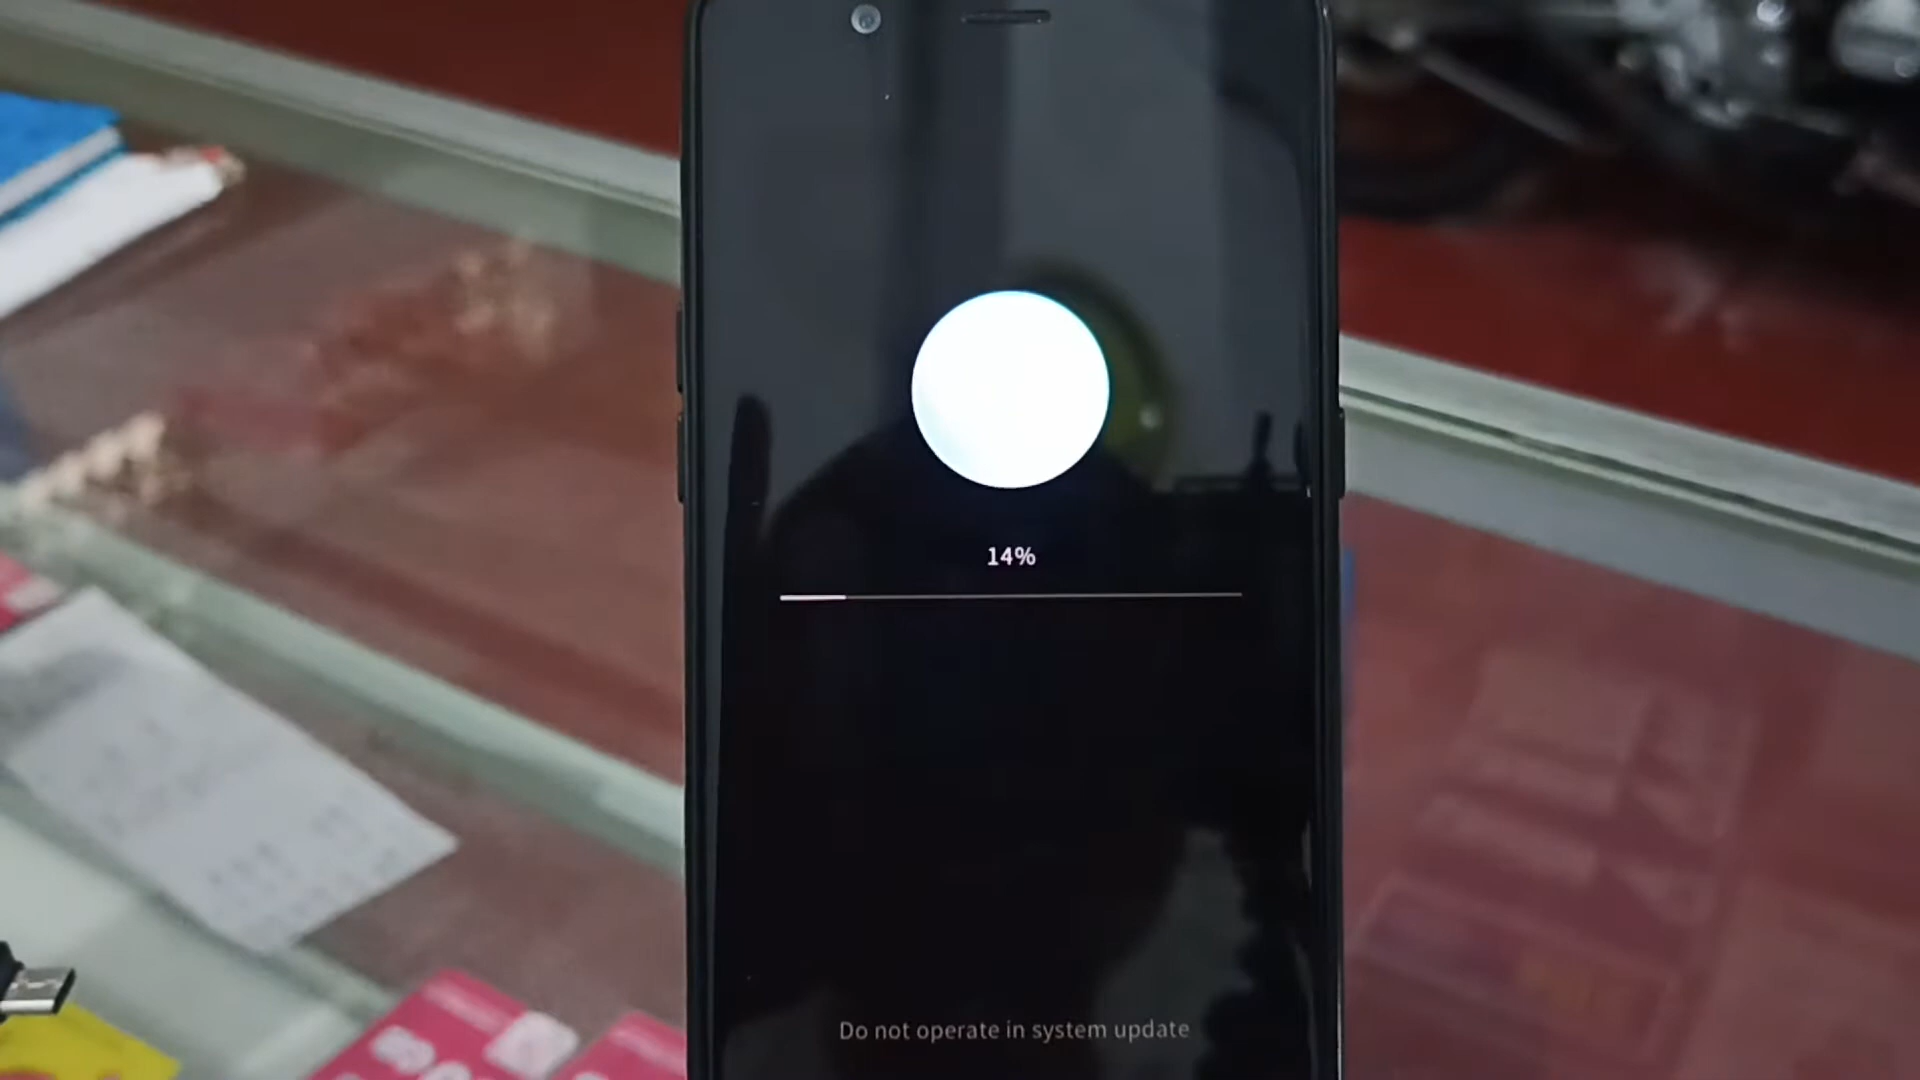 14%
Do not operate in system update